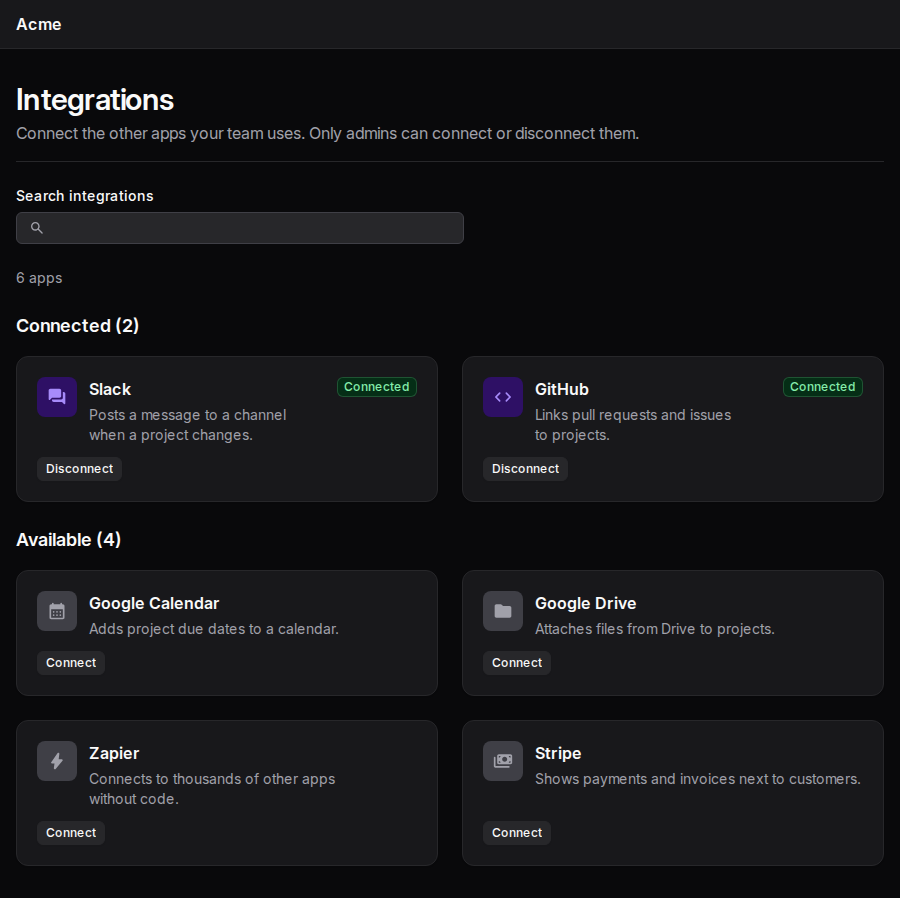 Acme
Integrations
Connect the other apps your team uses. Only admins can connect or disconnect them.
Search integrations
6 apps
Connected (2)
Slack
Connected
Posts a message to a channel
when a project changes.
Disconnect
GitHub
Connected
Links pull requests and issues
to projects.
Disconnect
Available (4)
Google Calendar
Adds project due dates to a calendar.
Connect
Google Drive
Attaches files from Drive to projects.
Connect
Zapier
Connects to thousands of other apps
without code.
Connect
Stripe
Shows payments and invoices next to customers.
Connect